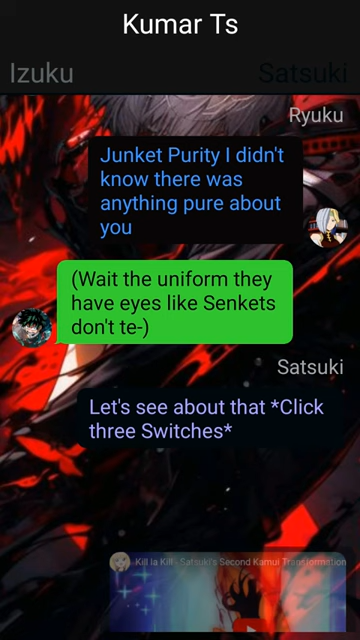 Kumar Ts
Izuku
Satsuki
Ryuku
Junket Purity I didn't
know there was
anything pure about
you
(Wait the uniform they
have eyes like Senkets
don't te-)
Satsuki
Let's see about that *Click
three Switches*
Kill la Kill - Satsuki's Second Kamui Transformation